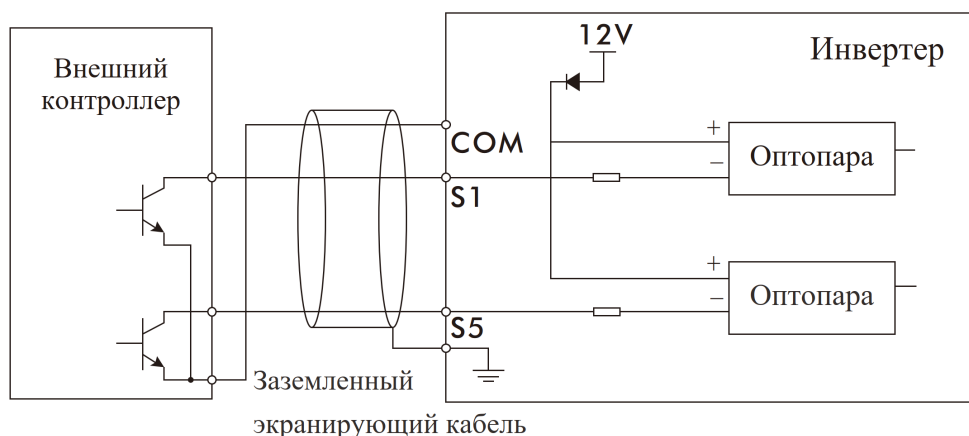 Внешний
контроллер
12V
Инвертер
COM
S1
S5
+
−
Оптопара
+
−
Оптопара
Заземленный
экранирующий кабель